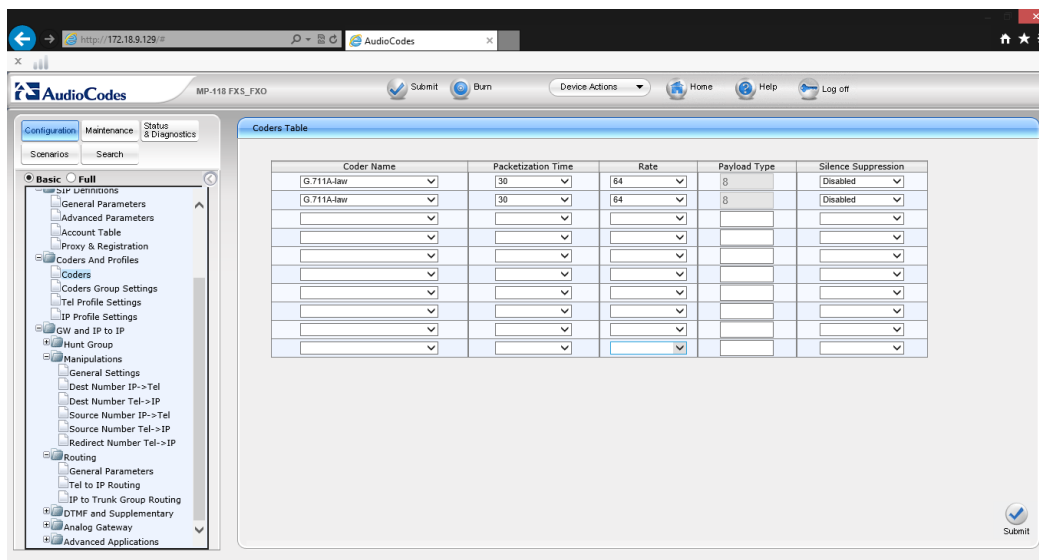 http://172.18.9.129/#
AudioCodes
AudioCodes
MP-118 FXS_FXO
Submit
Burn
Device Actions
Home
Help
Log off
Configuration
Maintenance
Status
& Diagnostics
Scenarios
Search
Basic
Full
SIP Definitions
General Parameters
Advanced Parameters
Account Table
Proxy & Registration
Coders And Profiles
Coders
Coders Group Settings
Tel Profile Settings
IP Profile Settings
GW and IP to IP
Hunt Group
Manipulations
General Settings
Dest Number IP->Tel
Dest Number Tel->IP
Source Number IP->Tel
Source Number Tel->IP
Redirect Number Tel->IP
Routing
General Parameters
Tel to IP Routing
IP to Trunk Group Routing
DTMF and Supplementary
Analog Gateway
Advanced Applications
Coders Table
Coder Name Packetization Time Rate Payload Type Silence Suppression
G.711A-law 30 64 8 Disabled
G.711A-law 30 64 8 Disabled
Submit